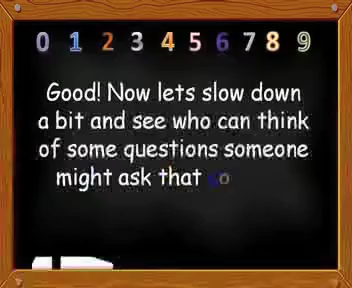 0 1 2 3 4 5 6 7 8 9
Good! Now lets slow down
a bit and see who can think
of some questions someone
might ask that